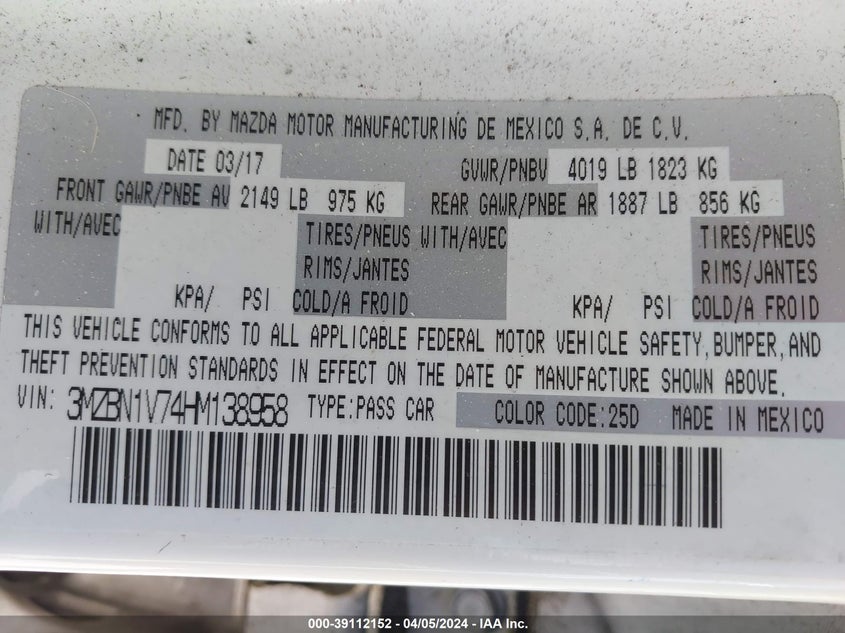 MFD. BY MAZDA MOTOR MANUFACTURING DE MEXICO S.A. DE C.V.
DATE 03/17 GVWR/PNBV 4019 LB 1823 KG
FRONT GAWR/PNBE AV 2149 LB 975 KG REAR GAWR/PNBE AR 1887 LB 856 KG
WITH/AVEC TIRES/PNEUS WITH/AVEC TIRES/PNEUS
RIMS/JANTES RIMS/JANTES
KPA/ PSI COLD/A FROID KPA/ PSI COLD/A FROID
THIS VEHICLE CONFORMS TO ALL APPLICABLE FEDERAL MOTOR VEHICLE SAFETY, BUMPER, AND
THEFT PREVENTION STANDARDS IN EFFECT ON THE DATE OF MANUFACTURE SHOWN ABOVE.
VIN: 3MZBN1V74HM138958 TYPE:PASS CAR COLOR CODE:25D MADE IN MEXICO
000-39112152 - 04/05/2024 - IAA Inc.